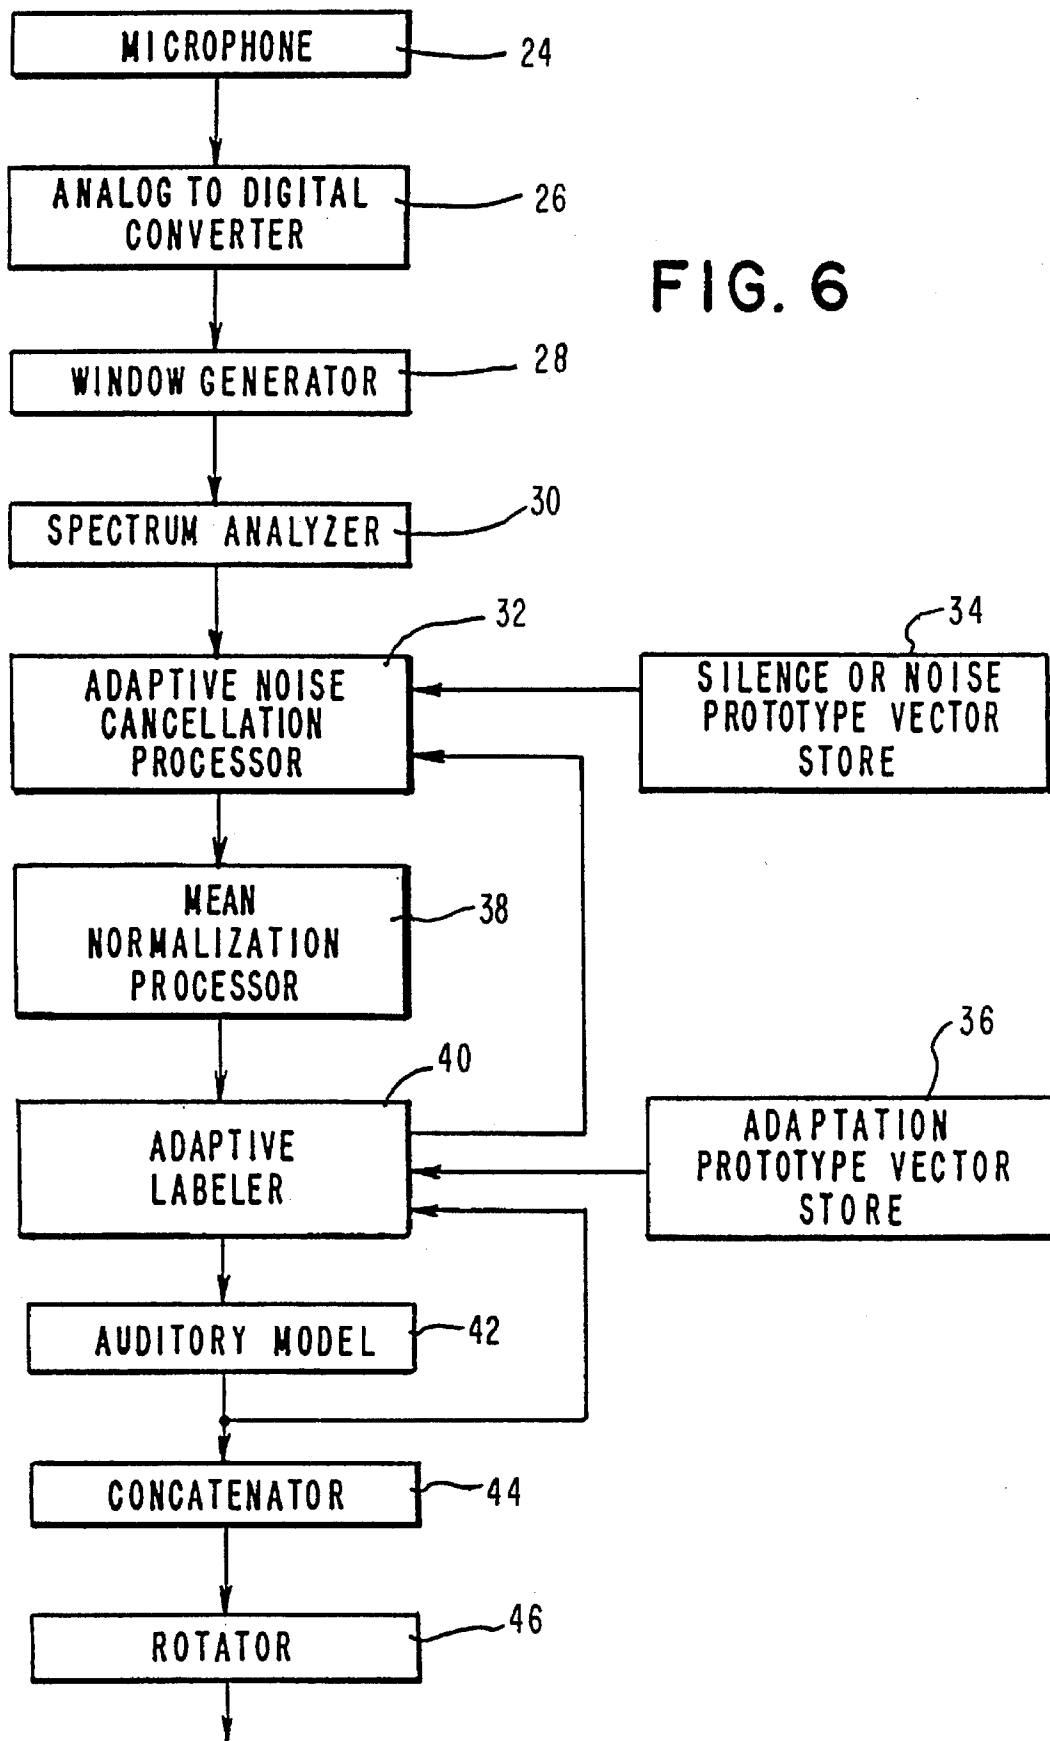 MICROPHONE
24
ANALOG TO DIGITAL
CONVERTER
26
FIG. 6
WINDOW GENERATOR
28
SPECTRUM ANALYZER
30
32
ADAPTIVE NOISE
CANCELLATION
PROCESSOR
34
SILENCE OR NOISE
PROTOTYPE VECTOR
STORE
MEAN
NORMALIZATION
PROCESSOR
38
40
ADAPTIVE
LABELER
36
ADAPTATION
PROTOTYPE VECTOR
STORE
AUDITORY MODEL
42
CONCATENATOR
44
ROTATOR
46